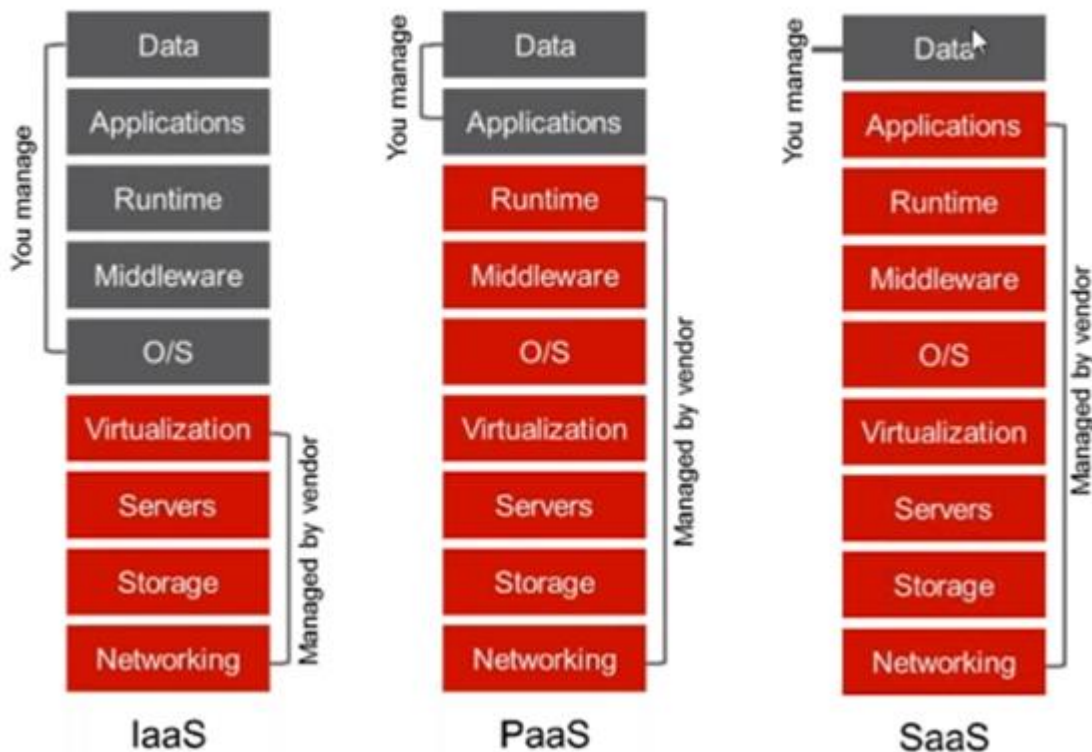 You manage
Data
Applications
Runtime
Middleware
O/S
Virtualization
Servers
Storage
Networking
Managed by vendor
IaaS
You manage
Data
Applications
Runtime
Middleware
O/S
Virtualization
Servers
Storage
Networking
Managed by vendor
PaaS
You manage
Data
Applications
Runtime
Middleware
O/S
Virtualization
Servers
Storage
Networking
Managed by vendor
SaaS